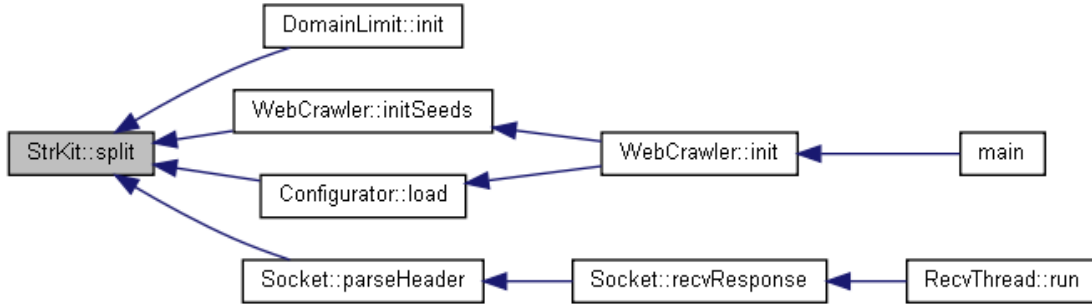 DomainLimit::init
WebCrawler::initSeeds
StrKit::split
WebCrawler::init
main
Configurator::load
Socket::parseHeader
Socket::recvResponse
RecvThread::run